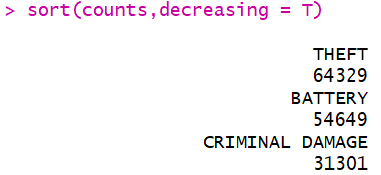 > sort(counts,decreasing = T)
THEFT
64329
BATTERY
54649
CRIMINAL DAMAGE
31301